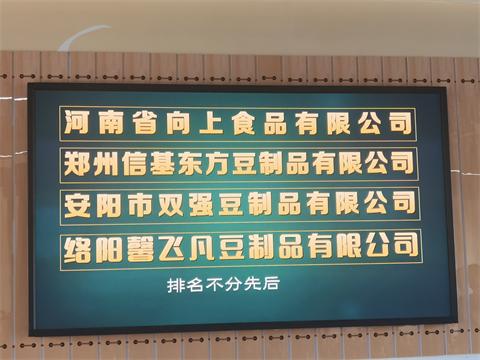 河南省向上食品有限公司
郑州信基东方豆制品有限公司
安阳市双强豆制品有限公司
络阳馨飞凡豆制品有限公司
排名不分先后